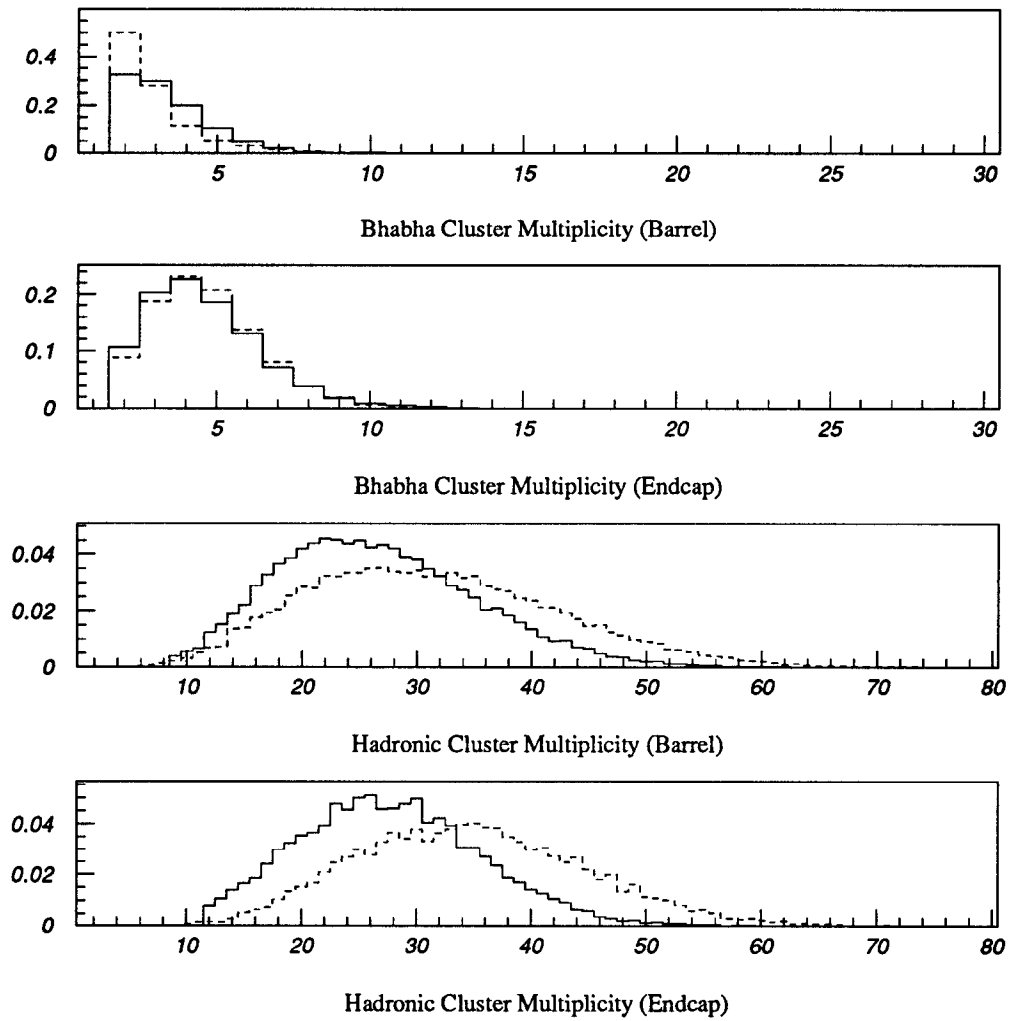 0.4
0.2
0
5 10 15 20 25 30
Bhabha Cluster Multiplicity (Barrel)
0.2
0.1
0
5 10 15 20 25 30
Bhabha Cluster Multiplicity (Endcap)
0.04
0.02
0
10 20 30 40 50 60 70 80
Hadronic Cluster Multiplicity (Barrel)
0.04
0.02
0
10 20 30 40 50 60 70 80
Hadronic Cluster Multiplicity (Endcap)